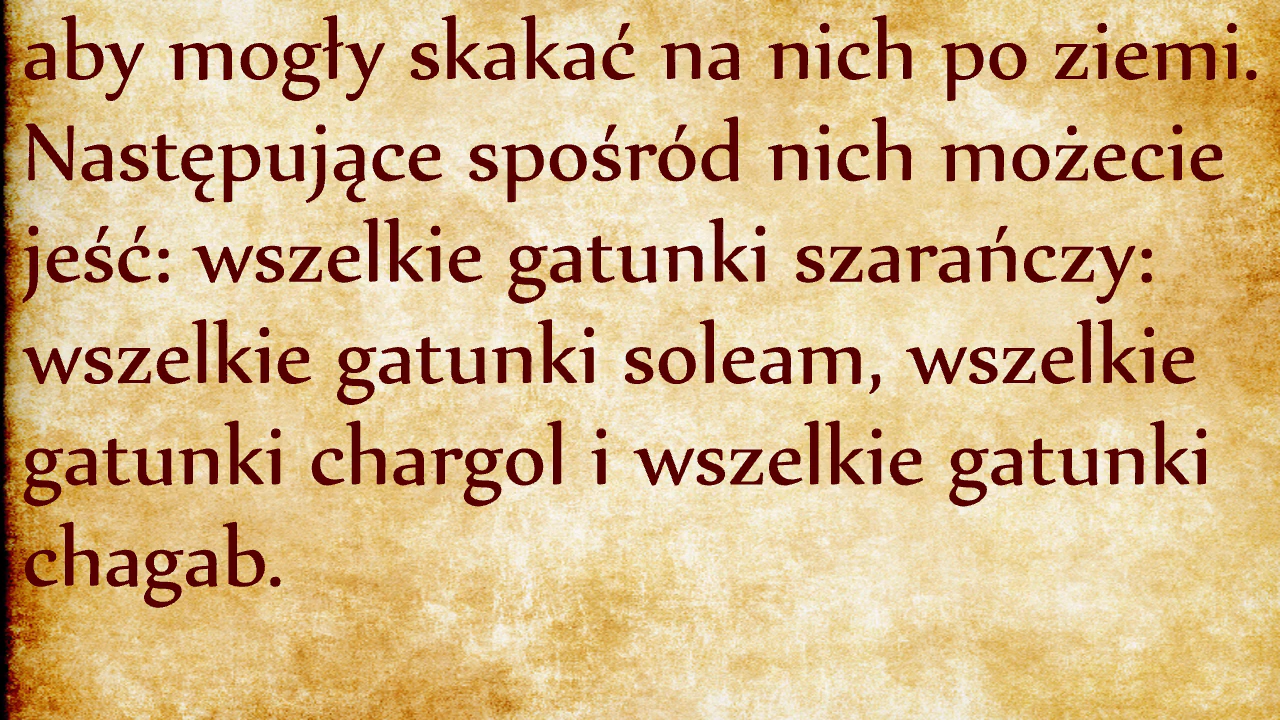 aby mogły skakać na nich po ziemi.
Następujące spośród nich możecie
jeść: wszelkie gatunki szarańczy:
wszelkie gatunki soleam, wszelkie
gatunki chargol i wszelkie gatunki
chagab.